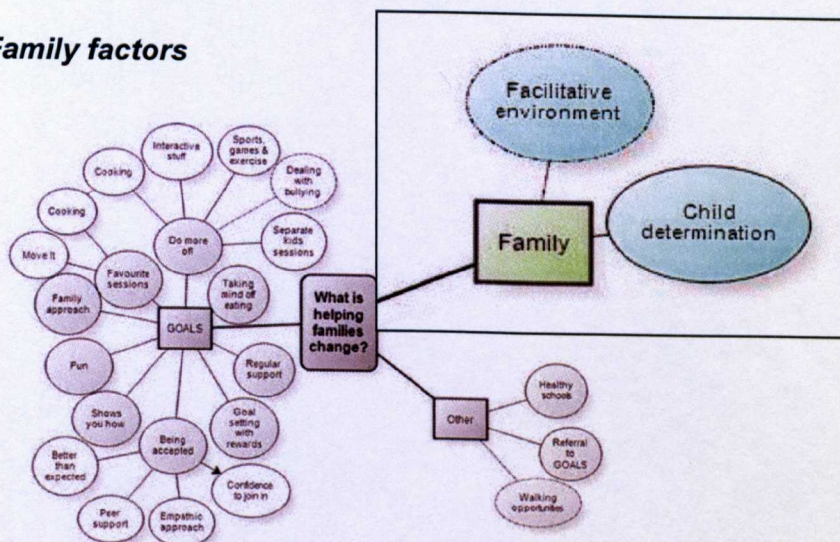 Family factors
Facilitative
environment
Family
Child
determination
Interactive
stuff
Sports,
games &
exercise
Cooking
Dealing
with
bullying
Cooking
Do more
off
Separate
kids
sessions
Move It
Favourite
sessions
Taking
mind off
eating
Family
approach
GOALS
What is
helping
families
change?
Fun
Regular
support
Shows
you how
Goal
setting
with
rewards
Being
accepted
Better
than
expected
Confidence
to join in
Peer
support
Empathic
approach
Other
Healthy
schools
Referral
to
GOALS
Walking
opportunities